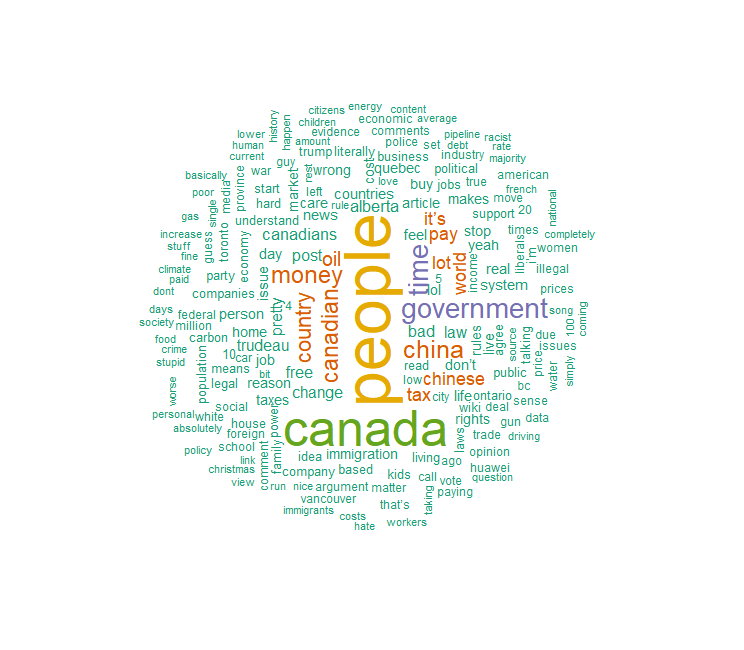 citizens
energy
content
history
children
economic
average
lower
happen
amount
evidence
comments
pipeline
racist
human
police
set
debt
rate
current
trump
literally
cost
business
industry
majority
basically
war
guy
rest
wrong
quebec
political
american
poor
media
province
start
market
love
buy
jobs
true
french
gas
single
hard
left
countries
care
rule
alberta
article
makes
move
national
increase
understand
news
it's
support
20
stuff
guess
toronto
economy
canadians
people
feel
pay
stop
times
completely
fine
day
post
oil
time
lot
world
yeah
liberals
i'm
women
climate
paid
party
issue
money
lol
5
income
real
system
illegal
dont
companies
country
canadian
government
prices
days
federal
person
pretty
4
song
society
million
bad
law
rules
live
agree
source
talking
due
100
coming
food
carbon
home
trudeau
china
issues
crime
10
car
job
read
don't
price
water
simply
stupid
population
means
bit
free
low
chinese
public
worse
legal
reason
change
tax
city
life
ontario
bc
sense
personal
white
social
taxes
power
canada
wiki
deal
rights
gun
data
absolutely
house
foreign
laws
trade
driving
policy
school
family
idea
immigration
living
ago
opinion
link
comment
christmas
company
based
kids
call
vote
huawei
question
view
run
nice
argument
matter
paying
vancouver
that's
taking
immigrants
costs
hate
workers